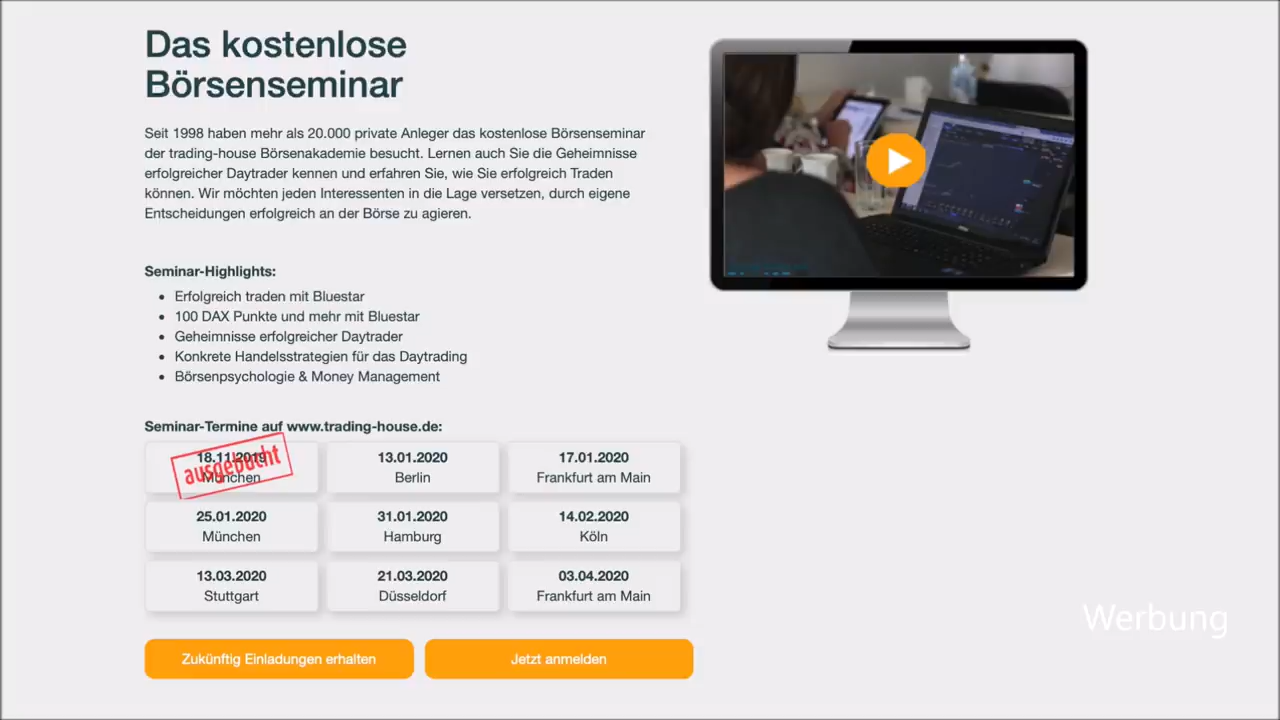 Das kostenlose
Börsenseminar
Seit 1998 haben mehr als 20.000 private Anleger das kostenlose Börsenseminar
der trading-house Börsenakademie besucht. Lernen auch Sie die Geheimnisse
erfolgreicher Daytrader kennen und erfahren Sie, wie Sie erfolgreich Traden
können. Wir möchten jeden Interessenten in die Lage versetzen, durch eigene
Entscheidungen erfolgreich an der Börse zu agieren.
Seminar-Highlights:
Erfolgreich traden mit Bluestar
100 DAX Punkte und mehr mit Bluestar
Geheimnisse erfolgreicher Daytrader
Konkrete Handelsstrategien für das Daytrading
Börsenpsychologie & Money Management
Seminar-Termine auf www.trading-house.de:
18.11.2019
München
ausgebucht
13.01.2020
Berlin
17.01.2020
Frankfurt am Main
25.01.2020
München
31.01.2020
Hamburg
14.02.2020
Köln
13.03.2020
Stuttgart
21.03.2020
Düsseldorf
03.04.2020
Frankfurt am Main
Werbung
Zukünftig Einladungen erhalten
Jetzt anmelden